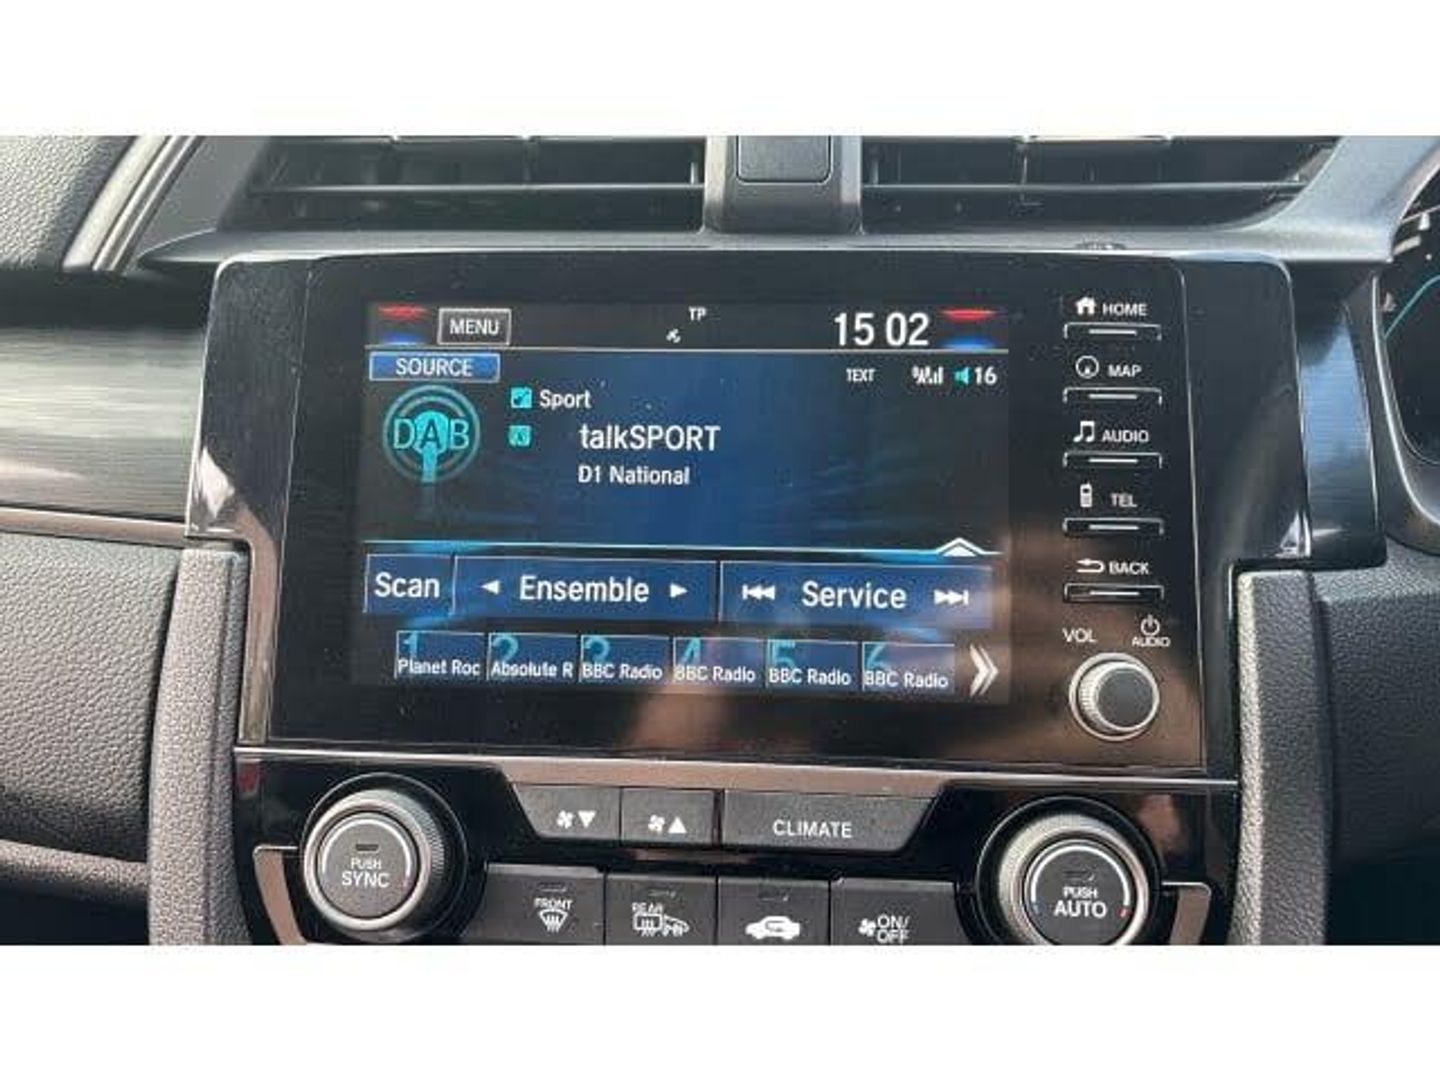 MENU
TP
15 02
SOURCE
TEXT
16
DAB
Sport
talkSPORT
D1 National
Scan
Ensemble
Service
1 Planet Roc
2 Absolute R
3 BBC Radio
4 BBC Radio
5 BBC Radio
6 BBC Radio
HOME
MAP
AUDIO
TEL
BACK
VOL
AUDIO
CLIMATE
PUSH
SYNC
FRONT
REAR
ON/
OFF
PUSH
AUTO